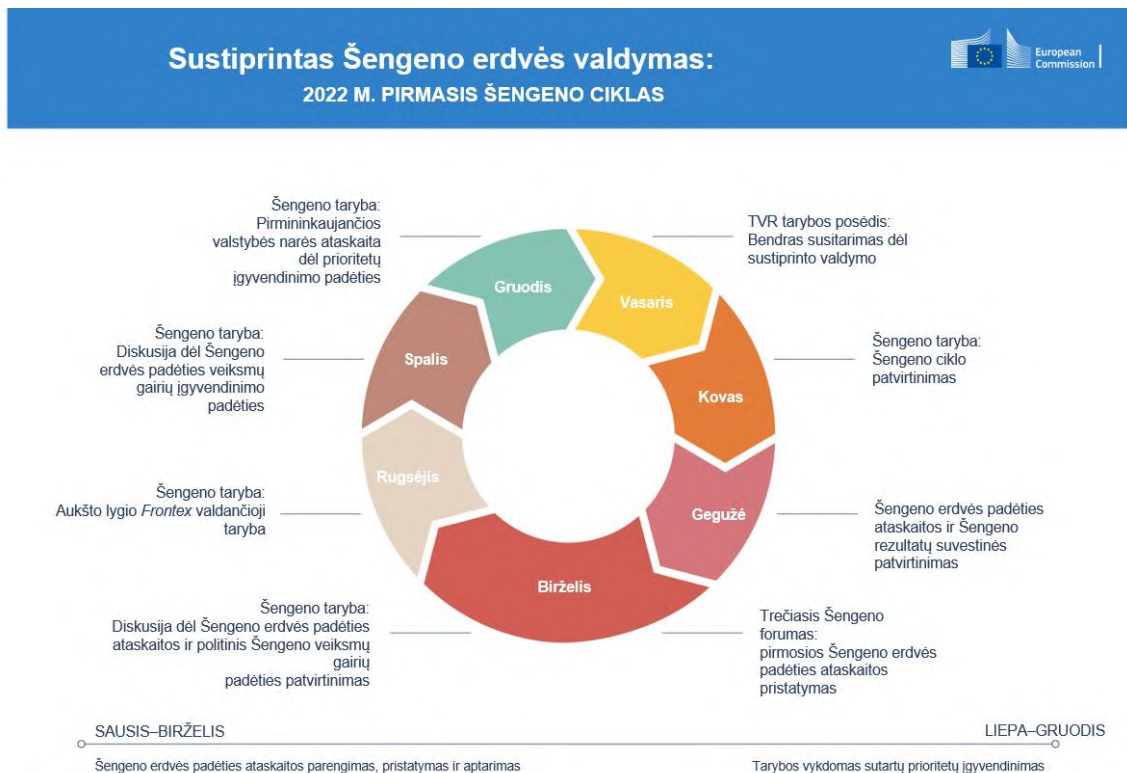 Sustiprintas Šengeno erdvės valdymas:
2022 M. PIRMASIS ŠENGENO CIKLAS
European
Commission
Šengeno taryba:
Pirmininkaujančios
valstybės narės ataskaita
dėl prioritetų
įgyvendinimo padėties
TVR tarybos posėdis:
Bendras susitarimas dėl
sustiprinto valdymo
Gruodis
Vasaris
Šengeno taryba:
Diskusija dėl Šengeno
erdvės padėties veiksmų
gairių įgyvendinimo
padėties
Spalis
Kovas
Šengeno taryba:
Šengeno ciklo
patvirtinimas
Šengeno taryba:
Aukšto lygio Frontex valdančioji
taryba
Rugsėjis
Gegužė
Šengeno erdvės padėties
ataskaitos ir Šengeno
rezultatų suvestinės
patvirtinimas
Birželis
Šengeno taryba:
Diskusija dėl Šengeno erdvės padėties
ataskaitos ir politinis Šengeno veiksmų
gairių
padėties patvirtinimas
Trečiasis Šengeno
forumas:
pirmosios Šengeno erdvės
padėties ataskaitos
pristatymas
SAUSIS–BIRŽELIS
LIEPA–GRUODIS
Šengeno erdvės padėties ataskaitos parengimas, pristatymas ir aptarimas
Tarybos vykdomas sutartų prioritetų įgyvendinimas